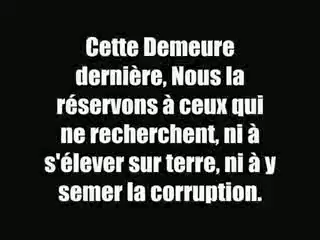 Cette Demeure
dernière, Nous la
réservons à ceux qui
ne recherchent, ni à
s'élever sur terre, ni à y
semer la corruption.